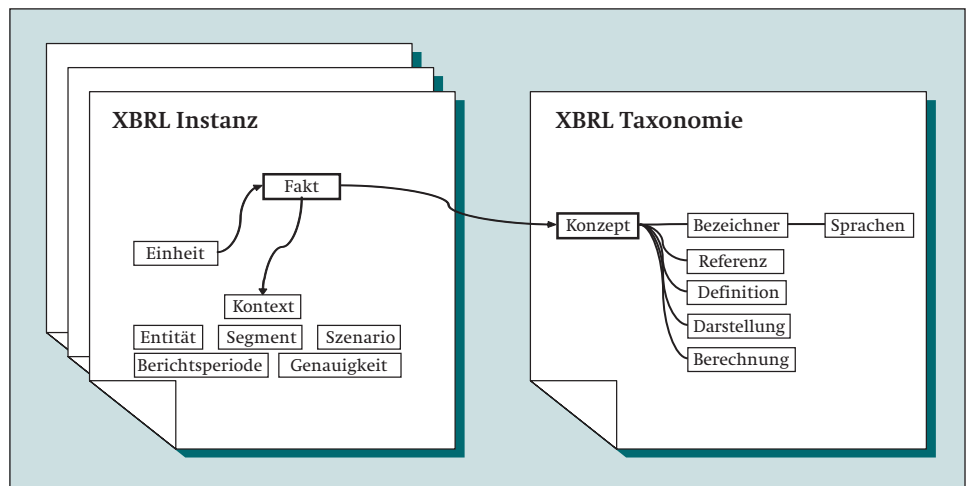 XBRL Instanz
Fakt
Einheit
Kontext
Entität Segment Szenario
Berichtsperiode Genauigkeit
XBRL Taxonomie
Konzept Bezeichner Sprachen
Referenz
Definition
Darstellung
Berechnung